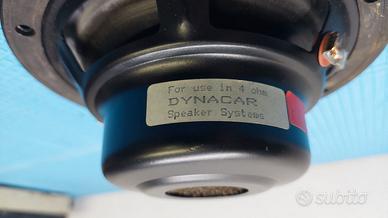 For use in 4 ohm
DYNACAR
Speaker Systems
subito